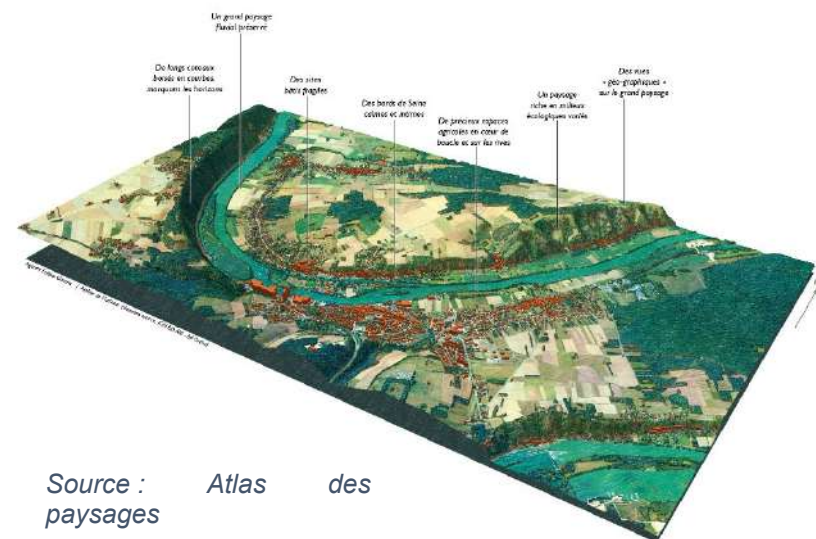 Un grand paysage
fluvial préservé
De longs coteaux
boisés en courbes,
marquant les horizons
Des sites
bâtis fragiles
Des bords de Seine
calmes et intimes
De précieux espaces
agricoles en cœur de
boucle et sur les rives
Un paysage
riche en milieux
écologiques variés
Des vues
« géo-graphiques »
sur le grand paysage
Source : Atlas des
paysages